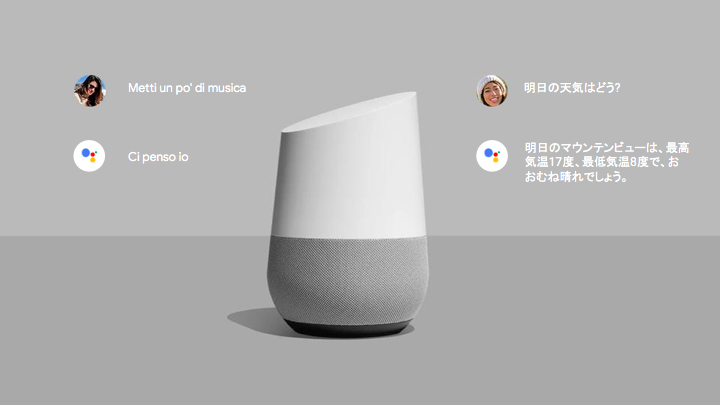 Metti un po' di musica
Ci penso io
明日の天気はどう?
明日のマウンテンビューは、最高
気温17度、最低気温8度で、お
おむね晴れでしょう。